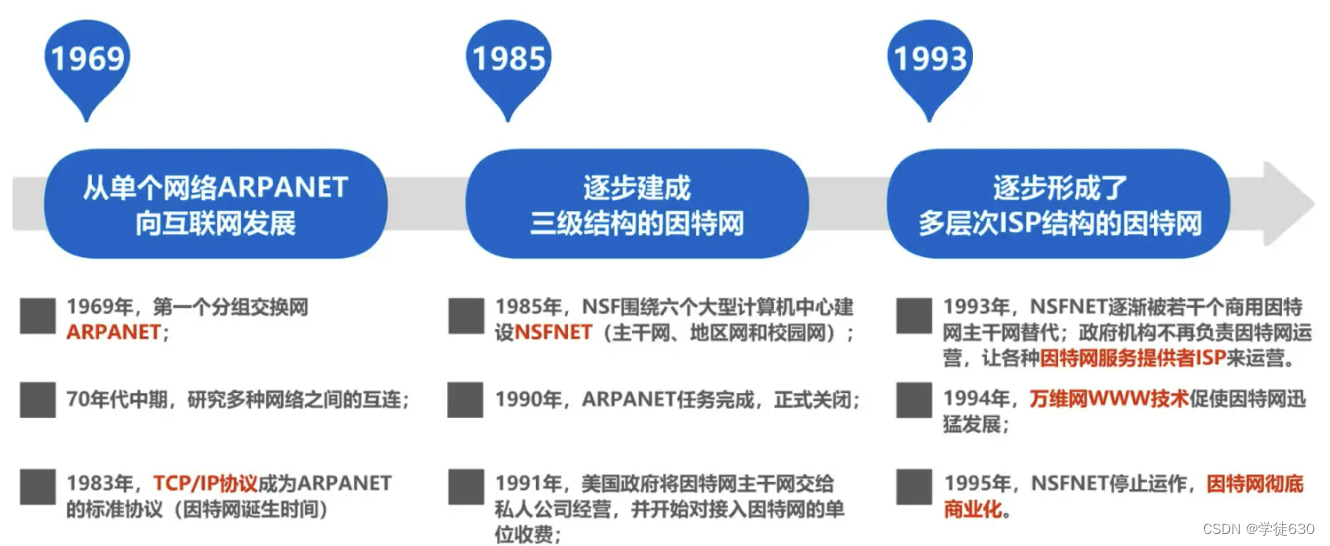 1969
1985
1993
从单个网络ARPANET
向互联网发展
逐步建成
三级结构的因特网
逐步形成了
多层次ISP结构的因特网
1969年，第一个分组交换网
ARPANET；
70年代中期，研究多种网络之间的互连；
1983年，TCP/IP协议成为ARPANET
的标准协议（因特网诞生时间）
1985年，NSF围绕六个大型计算机中心建
设NSFNET（主干网、地区网和校园网）；
1990年，ARPANET任务完成，正式关闭；
1991年，美国政府将因特网主干网交给
私人公司经营，并开始对接入因特网的单
位收费；
1993年，NSFNET逐渐被若干个商用因特
网主干网替代；政府机构不再负责因特网运
营，让各种因特网服务提供者ISP来运营。
1994年，万维网WWW技术促使因特网迅
猛发展；
1995年，NSFNET停止运作，因特网彻底
商业化。
CSDN @学徒630